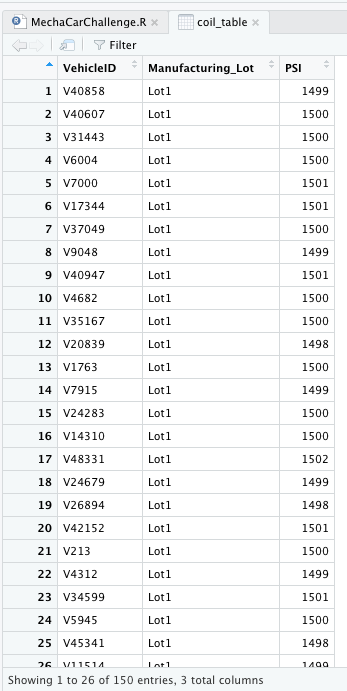 MechaCarChallenge.R × coil_table ×
Filter
VehicleID Manufacturing_Lot PSI
1 V40858 Lot1 1499
2 V40607 Lot1 1500
3 V31443 Lot1 1500
4 V6004 Lot1 1500
5 V7000 Lot1 1501
6 V17344 Lot1 1501
7 V37049 Lot1 1500
8 V9048 Lot1 1499
9 V40947 Lot1 1501
10 V4682 Lot1 1500
11 V35167 Lot1 1500
12 V20839 Lot1 1498
13 V1763 Lot1 1500
14 V7915 Lot1 1499
15 V24283 Lot1 1500
16 V14310 Lot1 1500
17 V48331 Lot1 1502
18 V24679 Lot1 1499
19 V26894 Lot1 1498
20 V42152 Lot1 1501
21 V213 Lot1 1500
22 V4312 Lot1 1499
23 V34599 Lot1 1501
24 V5945 Lot1 1500
25 V45341 Lot1 1498
26 V11514 Lot1 1499
Showing 1 to 26 of 150 entries, 3 total columns